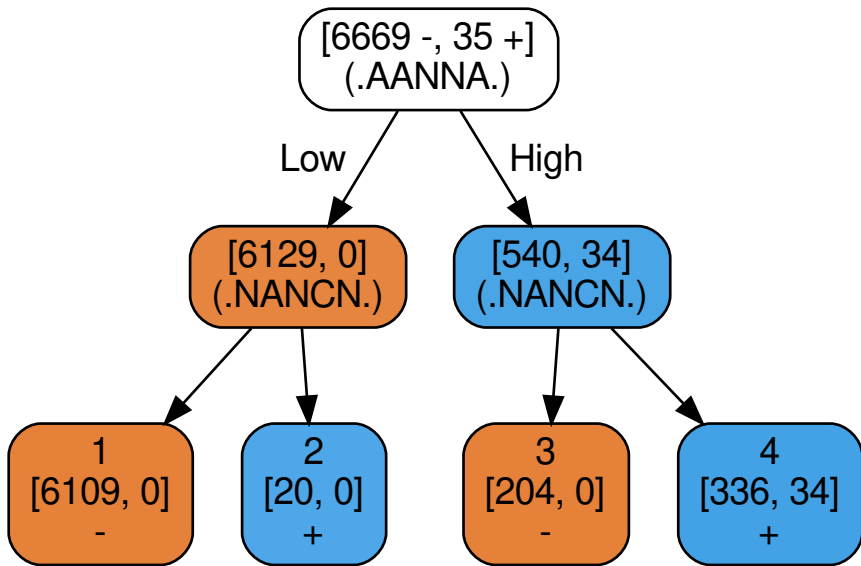 [6669 -, 35 +]
(.AANNA.)
Low
High
[6129, 0]
(.NANCN.)
[540, 34]
(.NANCN.)
1
[6109, 0]
-
2
[20, 0]
+
3
[204, 0]
-
4
[336, 34]
+